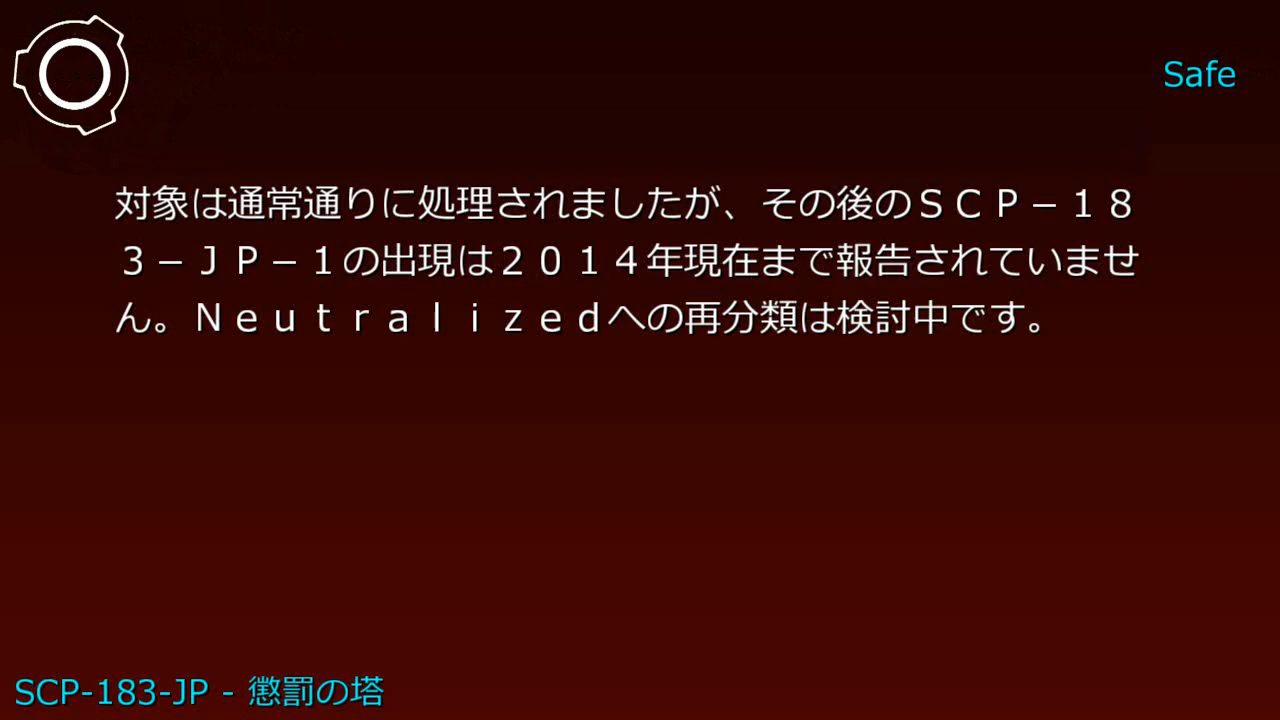 Safe
対象は通常通りに処理されましたが、その後のＳＣＰ－１８
３－ＪＰ－１の出現は２０１４年現在まで報告されていませ
ん。Ｎｅｕｔｒａｌｉｚｅｄへの再分類は検討中です。
SCP-183-JP - 懲罰の塔